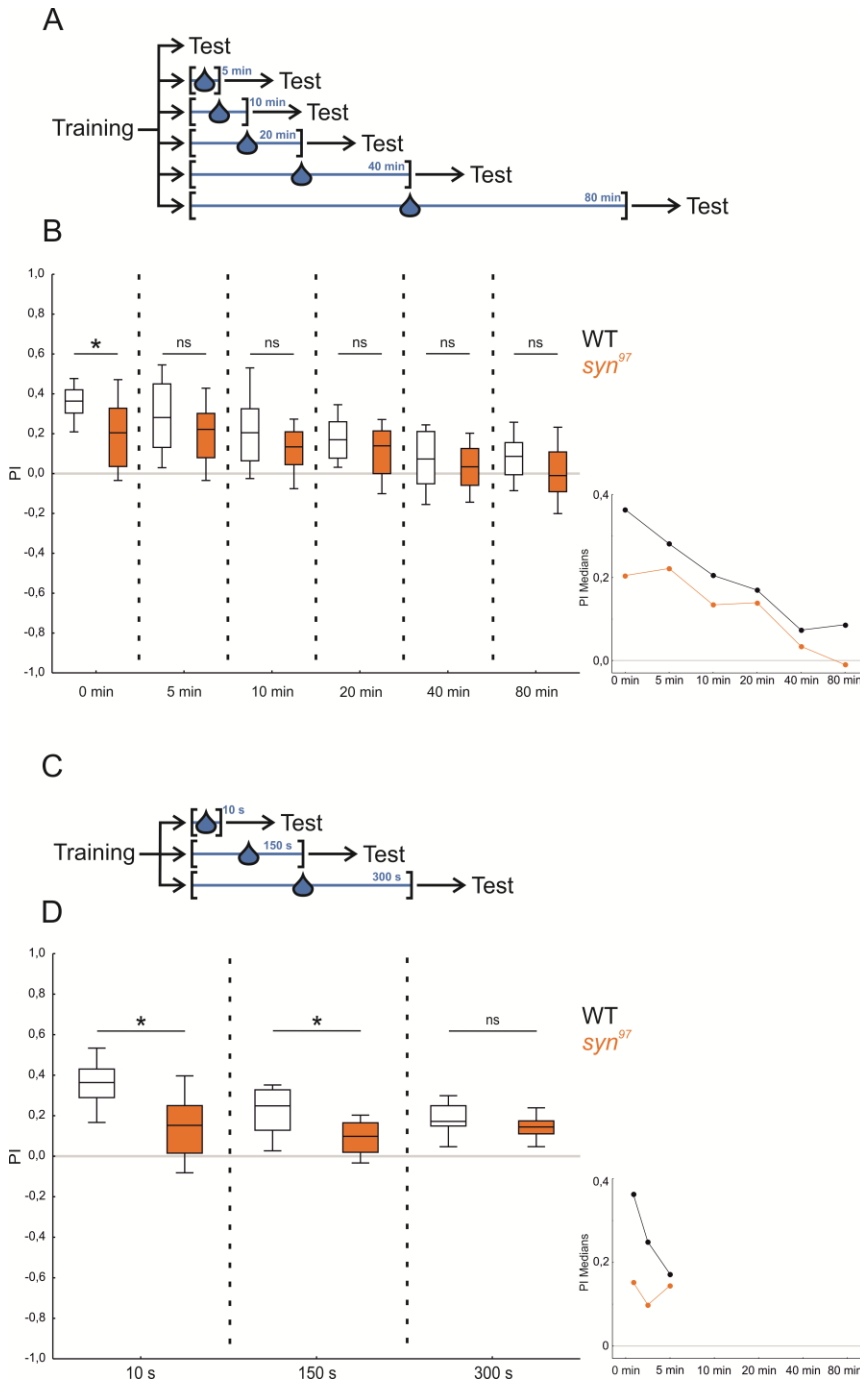 A
Test
5 min
Test
10 min
Test
Training
20 min
Test
40 min
Test
80 min
Test
B
1,0
0,8
0,6
0,4
0,2
0,0
-0,2
-0,4
-0,6
-0,8
-1,0
PI
* ns ns ns ns ns
WT
syn97
0 min 5 min 10 min 20 min 40 min 80 min
0,4
0,2
0,0
PI Medians
0 min 5 min 10 min 20 min 40 min 80 min
C
10 s
Test
Training
150 s
Test
300 s
Test
D
1,0
0,8
0,6
0,4
0,2
0,0
-0,2
-0,4
-0,6
-0,8
-1,0
PI
* * ns
WT
syn97
10 s 150 s 300 s
0,4
0,2
0
PI Medians
0 min 5 min 10 min 20 min 40 min 80 min